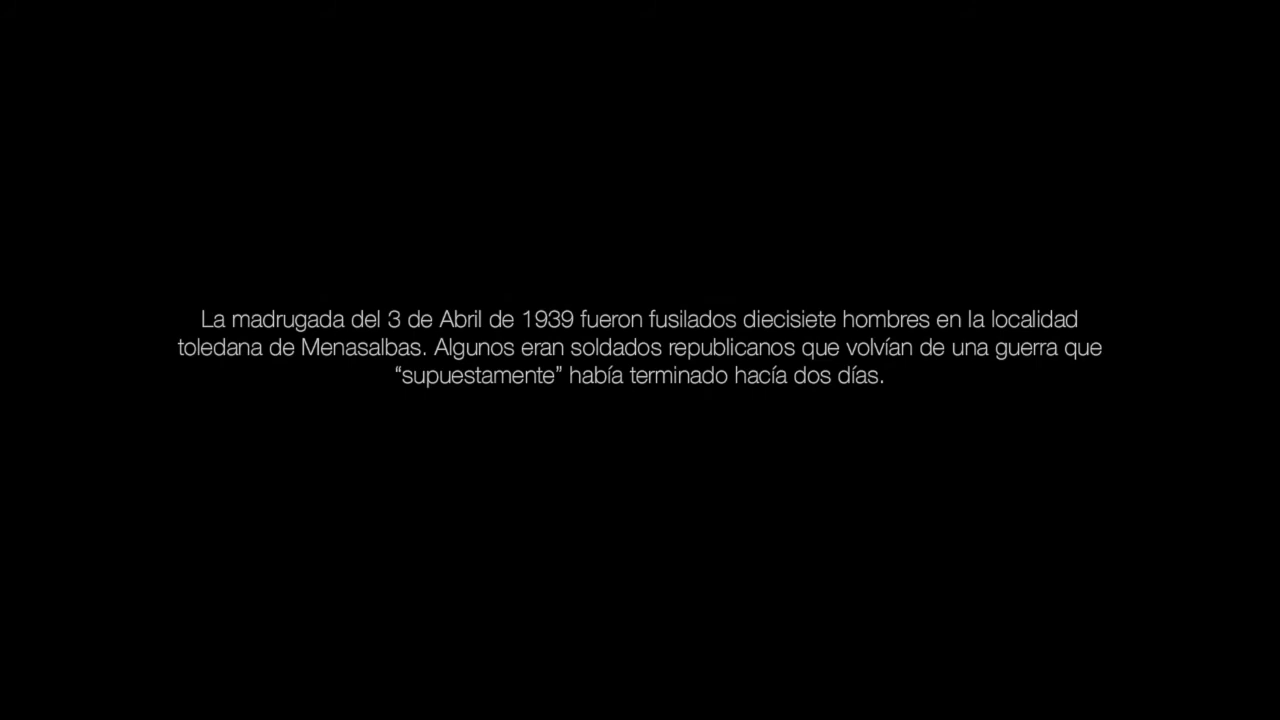 La madrugada del 3 de Abril de 1939 fueron fusilados diecisiete hombres en la localidad
toledana de Menasalbas. Algunos eran soldados republicanos que volvían de una guerra que
“supuestamente” había terminado hacía dos días.